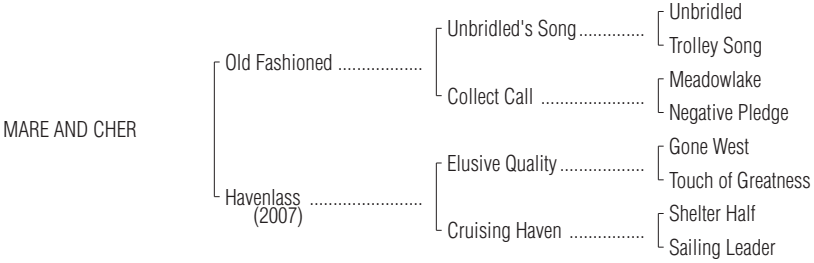 Unbridled
Unbridled's Song..............
Trolley Song
Old Fashioned ..................
Meadowlake
Collect Call ......................
Negative Pledge
MARE AND CHER
Gone West
Elusive Quality ..................
Touch of Greatness
Havenlass ........................
(2007)
Shelter Half
Cruising Haven ................
Sailing Leader